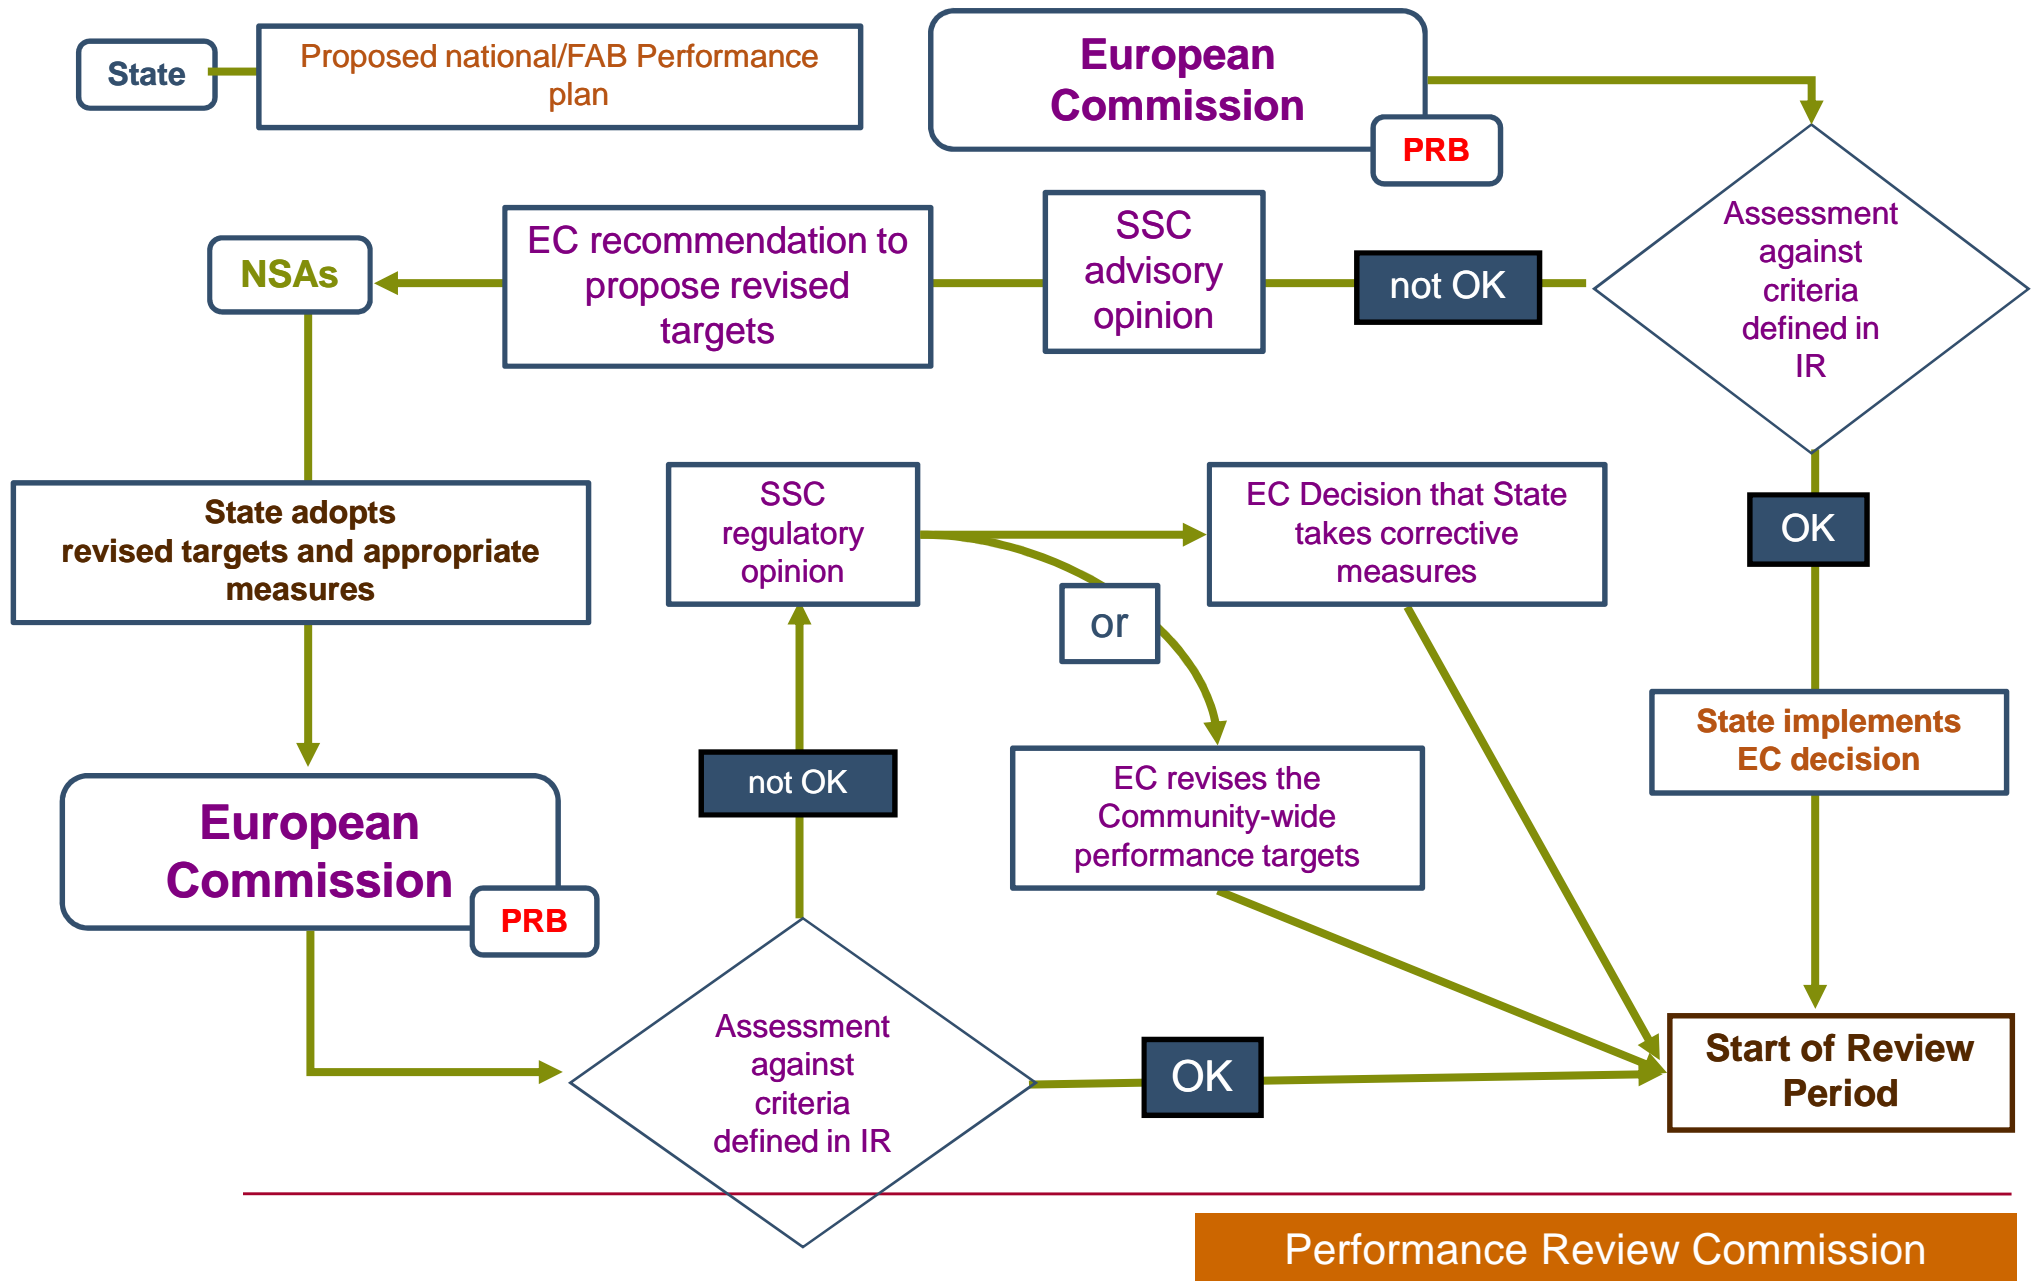 State
Proposed national/FAB Performance
plan
European
Commission
PRB
Assessment
against
criteria
defined in
IR
not OK
SSC
advisory
opinion
EC recommendation to
propose revised
targets
NSAs
State adopts
revised targets and appropriate
measures
SSC
regulatory
opinion
EC Decision that State
takes corrective
measures
OK
or
State implements
EC decision
not OK
EC revises the
Community-wide
performance targets
European
Commission
PRB
Assessment
against
criteria
defined in IR
OK
Start of Review
Period
Performance Review Commission